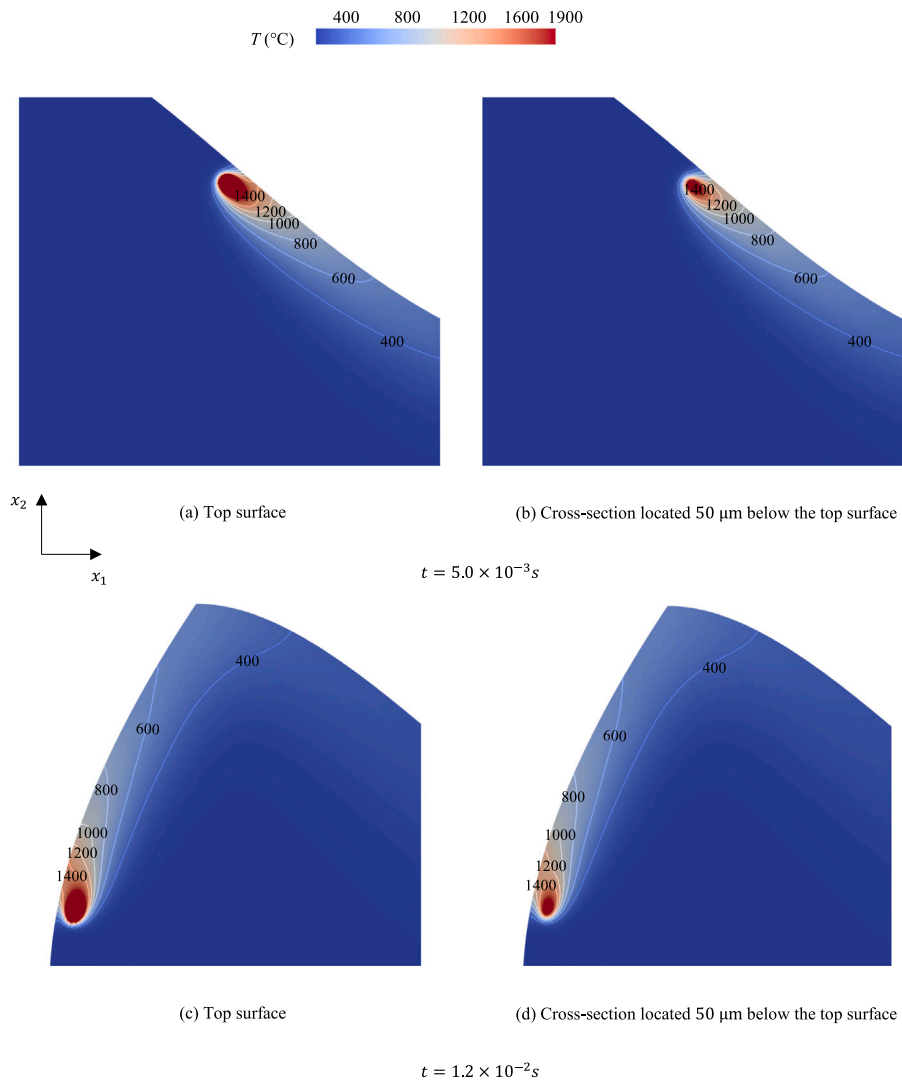 400 800 1200 1600 1900
T (°C)
1400
1200
1000
800
600
400
1400
1200
1000
800
600
400
x₂
x₁
(a) Top surface
(b) Cross-section located 50 μm below the top surface
t = 5.0 × 10⁻³s
400
600
800
1000
1200
1400
400
600
800
1000
1200
1400
(c) Top surface
(d) Cross-section located 50 μm below the top surface
t = 1.2 × 10⁻²s